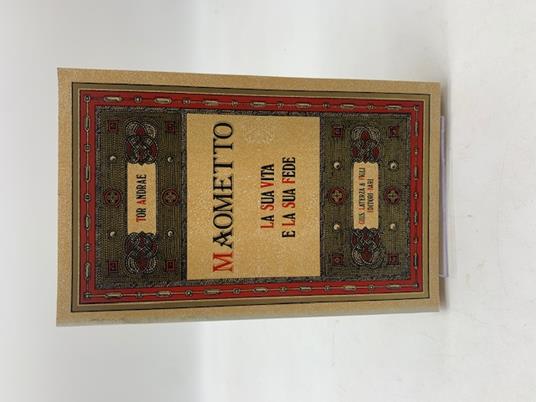 TOR ANDRAE
MAOMETTO
LA SUA VITA
E LA SUA FEDE
GIUS. LATERZA & FIGLI
EDITORI BARI